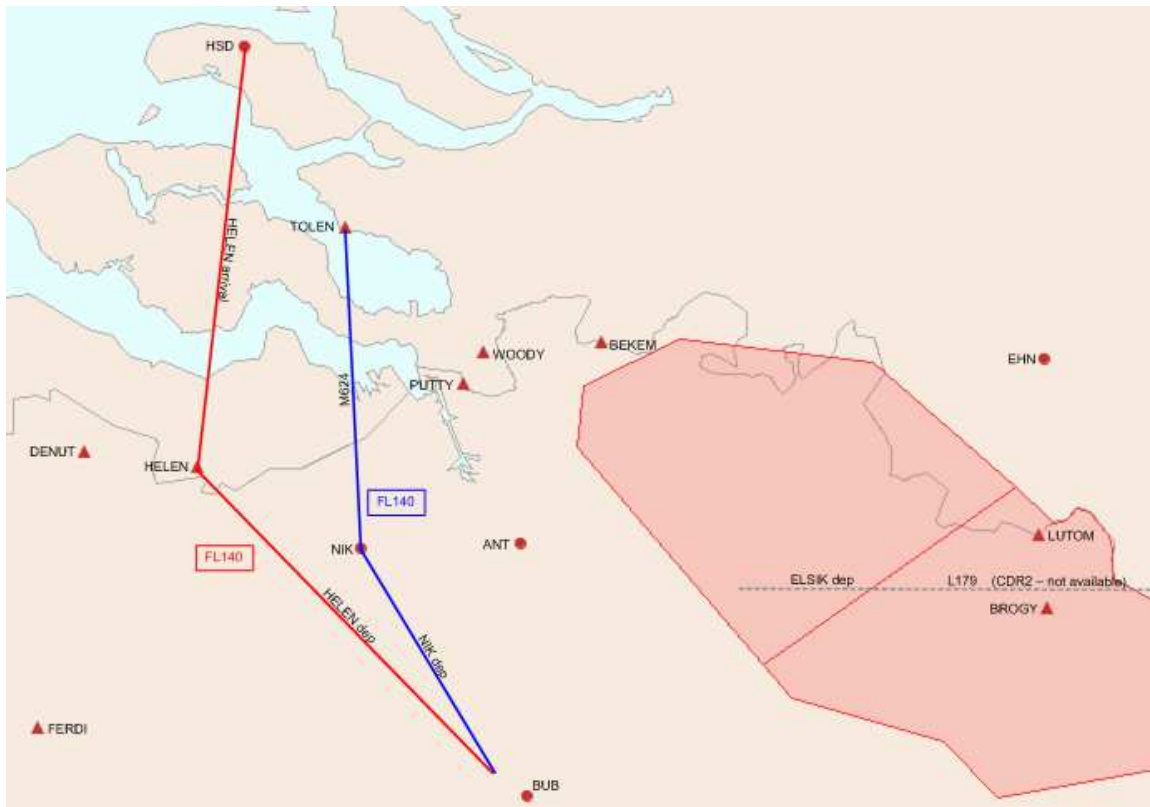 HSD
HELEN arrival
TOLEN
M624
WOODY
BEKEM
EHN
PUTTY
DENUT
HELEN
FL140
FL140
NIK
ANT
LUTOM
ELSIK dep
L179 (CDR2 – not available)
BROGY
HELEN dep
NIK dep
FERDI
BUB